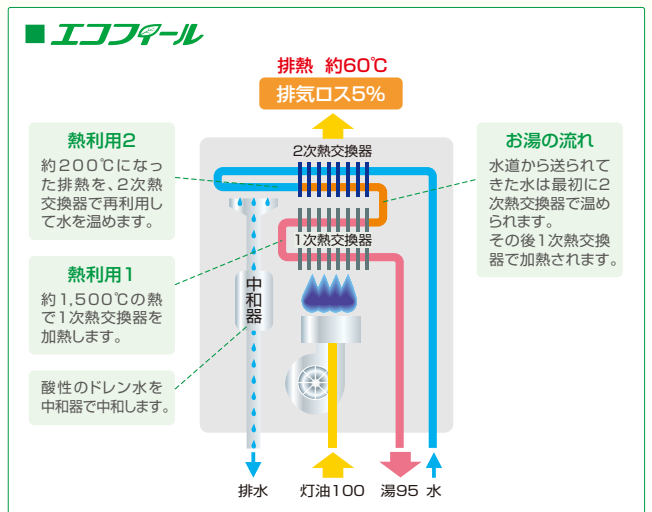 エコフィール
排熱 約60℃
排気ロス5%
熱利用2
約200℃になっ
た排熱を、2次熱
交換器で再利用し
て水を温めます。
熱利用1
約1,500℃の熱
で1次熱交換器を
加熱します。
酸性のドレン水を
中和器で中和します。
2次熱交換器
1次熱交換器
中和器
お湯の流れ
水道から送られて
きた水は最初に2
次熱交換器で温め
られます。
その後1次熱交換
器で加熱されます。
排水
灯油100
湯95
水